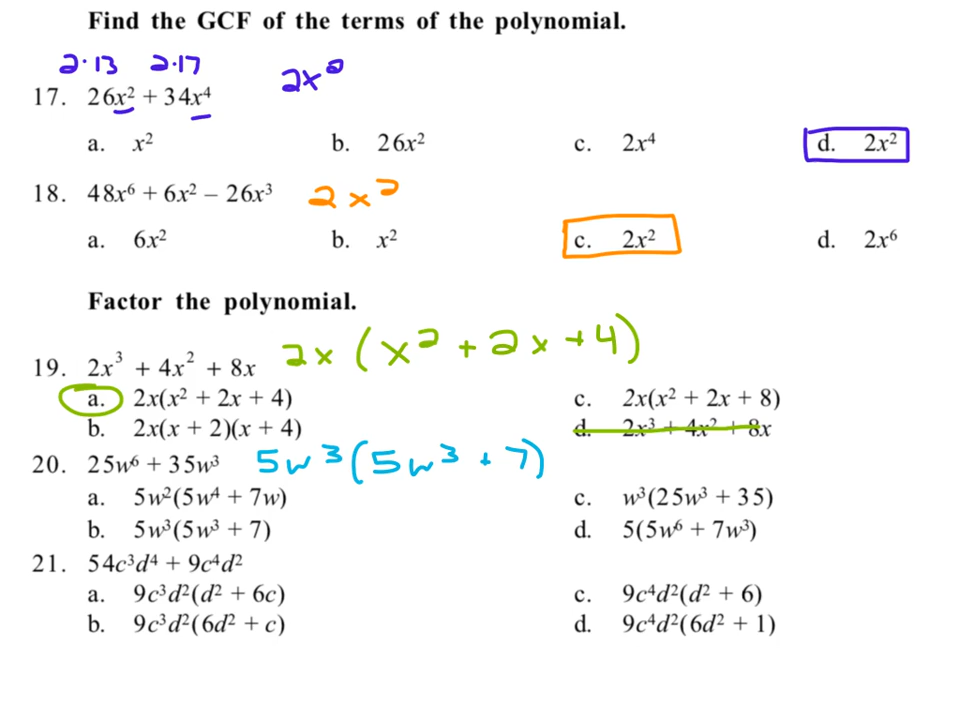 Find the GCF of the terms of the polynomial.
2·13 2·17
17. 26x² + 34x⁴ 2x²
a. x² b. 26x² c. 2x⁴ d. 2x²
18. 48x⁶ + 6x² – 26x³ 2x²
a. 6x² b. x² c. 2x² d. 2x⁶
Factor the polynomial.
19. 2x³ + 4x² + 8x 2x (x² + 2x + 4)
a. 2x(x² + 2x + 4) c. 2x(x² + 2x + 8)
b. 2x(x + 2)(x + 4) d. 2x³ + 4x² + 8x
20. 25w⁶ + 35w³ 5w³(5w³ + 7)
a. 5w²(5w⁴ + 7w) c. w³(25w³ + 35)
b. 5w³(5w³ + 7) d. 5(5w⁶ + 7w³)
21. 54c³d⁴ + 9c⁴d²
a. 9c³d²(d² + 6c) c. 9c⁴d²(d² + 6)
b. 9c³d²(6d² + c) d. 9c⁴d²(6d² + 1)